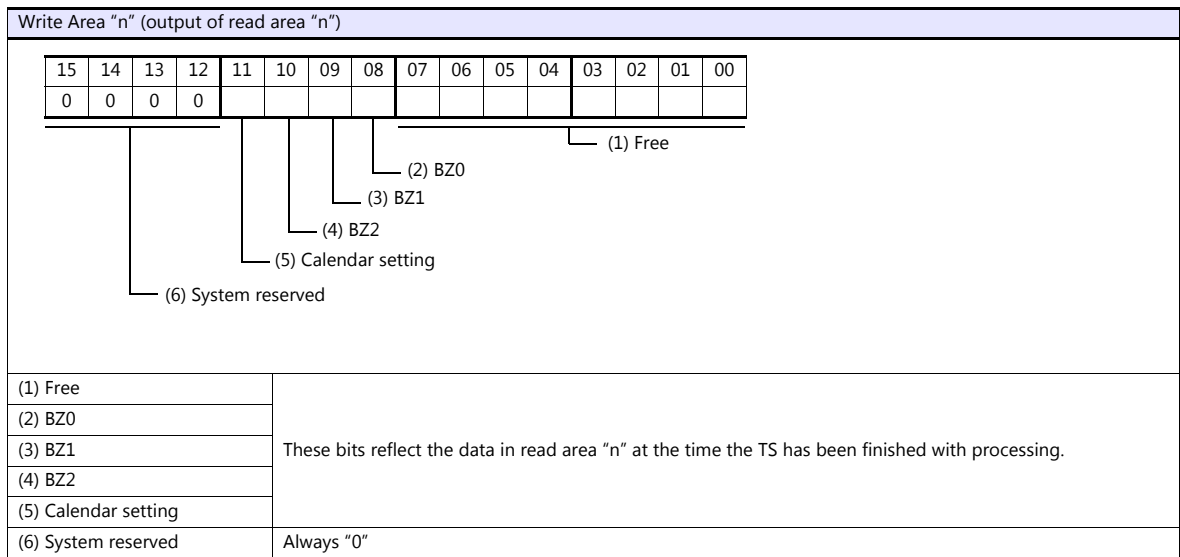 Write Area “n” (output of read area “n”)
15 14 13 12 11 10 09 08 07 06 05 04 03 02 01 00
0 0 0 0
(1) Free
(2) BZ0
(3) BZ1
(4) BZ2
(5) Calendar setting
(6) System reserved
(1) Free
(2) BZ0
(3) BZ1
These bits reflect the data in read area “n” at the time the TS has been finished with processing.
(4) BZ2
(5) Calendar setting
(6) System reserved Always “0”